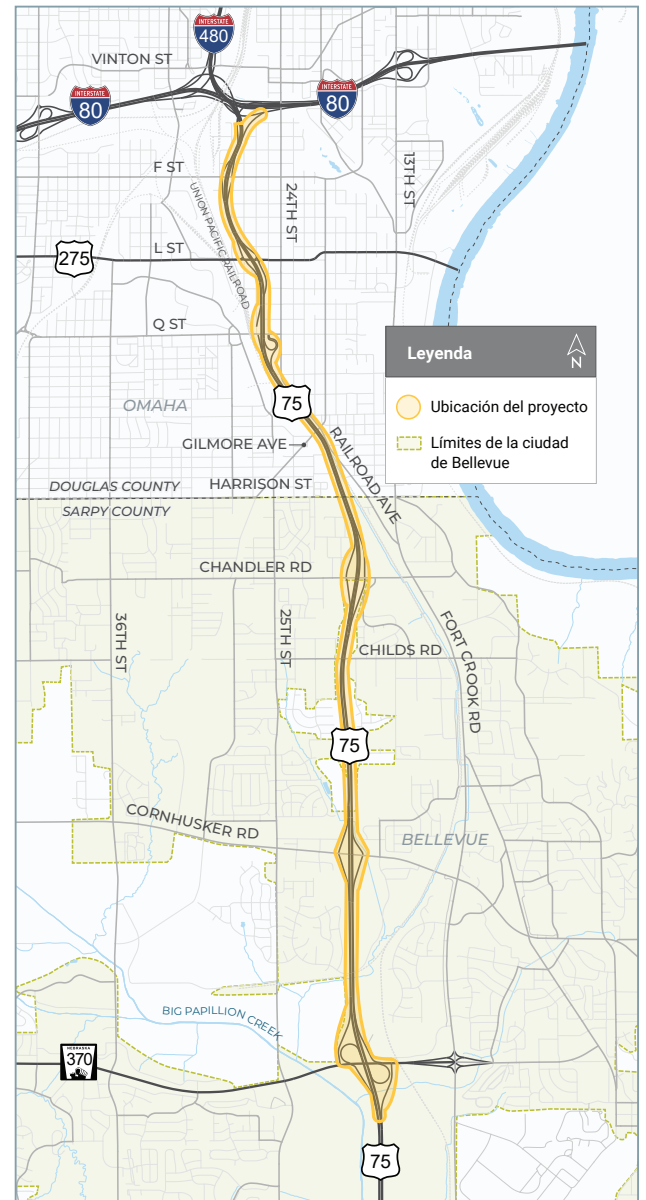 INTERSTATE
480
VINTON ST
INTERSTATE
80
INTERSTATE
80
F ST
13TH ST
24TH ST
UNION PACIFIC RAILROAD
L ST
275
Q ST
Leyenda
N
Ubicación del proyecto
Límites de la ciudad
de Bellevue
75
OMAHA
GILMORE AVE
RAILROAD AVE
DOUGLAS COUNTY
HARRISON ST
SARPY COUNTY
CHANDLER RD
36TH ST
25TH ST
CHILDS RD
FORT CROOK RD
75
CORNHUSKER RD
BELLEVUE
BIG PAPILLION CREEK
NEBRASKA
370
75